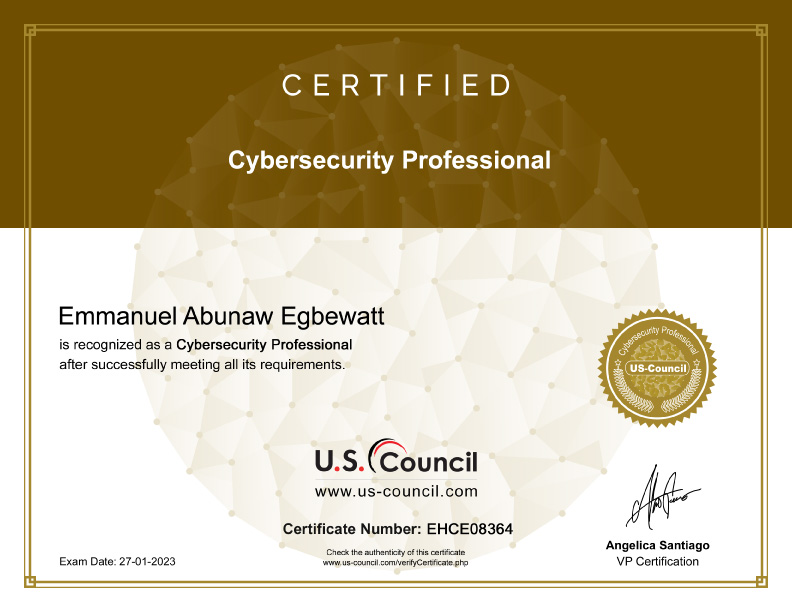 CERTIFIED
Cybersecurity Professional
Emmanuel Abunaw Egbewatt
is recognized as a Cybersecurity Professional
after successfully meeting all its requirements.
Cybersecurity Professional
US-Council
U.S. Council
www.us-council.com
Certificate Number: EHCE08364
Angelica Santiago
VP Certification
Exam Date: 27-01-2023
Check the authenticity of this certificate
www.us-council.com/verifyCertificate.php